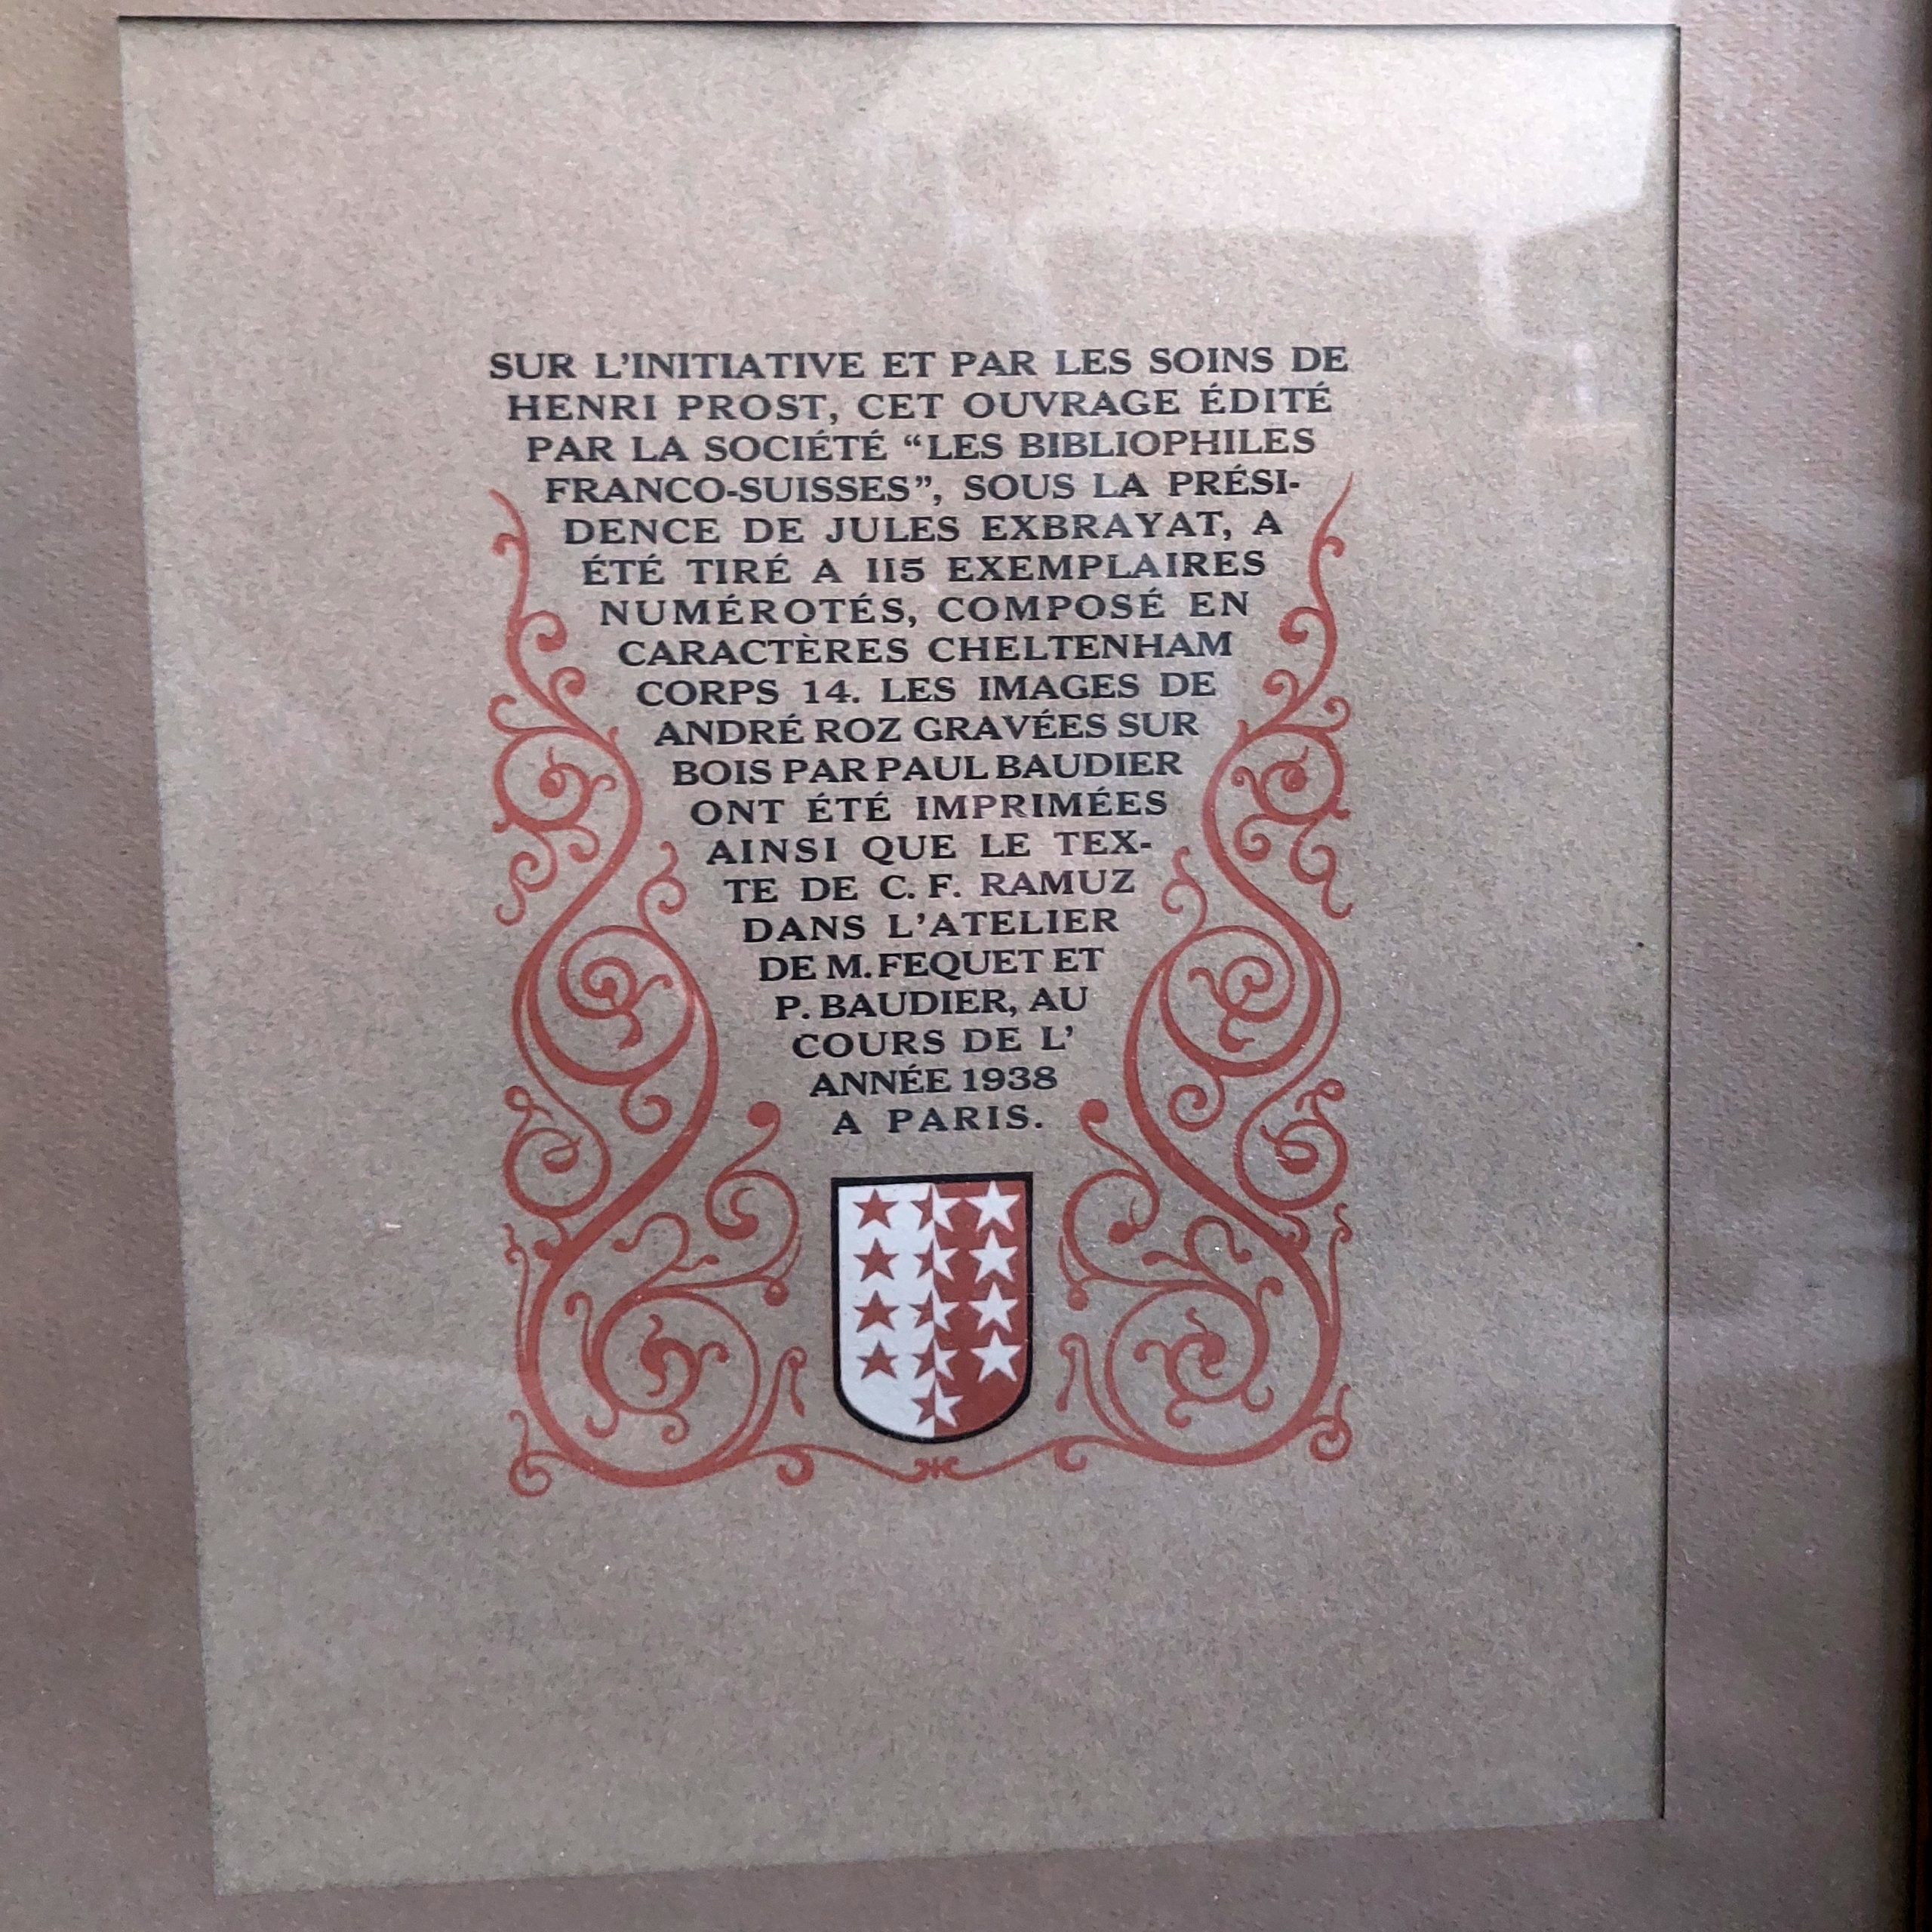 SUR L'INITIATIVE ET PAR LES SOINS DE
HENRI PROST, CET OUVRAGE ÉDITÉ
PAR LA SOCIÉTÉ “LES BIBLIOPHILES
FRANCO-SUISSES”, SOUS LA PRÉSI-
DENCE DE JULES EXBRAYAT, A
ÉTÉ TIRÉ A 115 EXEMPLAIRES
NUMÉROTÉS, COMPOSÉ EN
CARACTÈRES CHELTENHAM
CORPS 14. LES IMAGES DE
ANDRÉ ROZ GRAVÉES SUR
BOIS PAR PAUL BAUDIER
ONT ÉTÉ IMPRIMÉES
AINSI QUE LE TEX-
TE DE C. F. RAMUZ
DANS L'ATELIER
DE M. FEQUET ET
P. BAUDIER, AU
COURS DE L'
ANNÉE 1938
A PARIS.